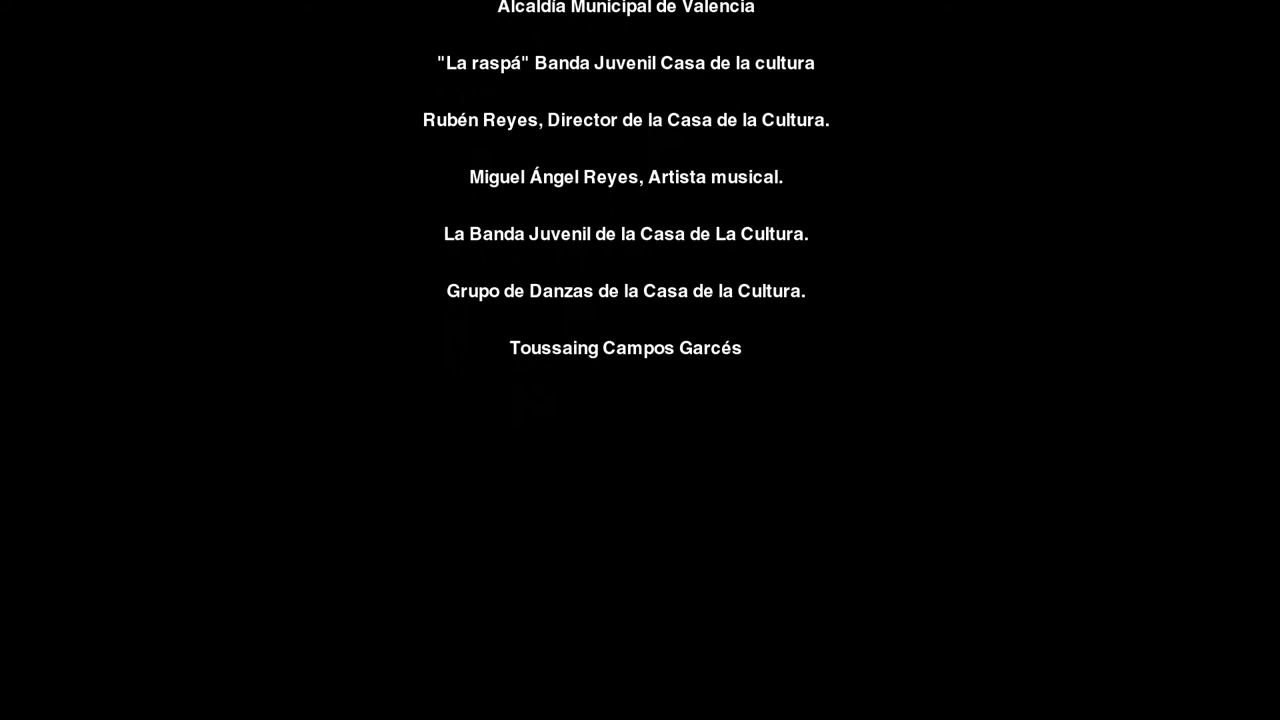 Alcaldía Municipal de Valencia
"La raspá" Banda Juvenil Casa de la cultura
Rubén Reyes, Director de la Casa de la Cultura.
Miguel Ángel Reyes, Artista musical.
La Banda Juvenil de la Casa de La Cultura.
Grupo de Danzas de la Casa de la Cultura.
Toussaing Campos Garcés